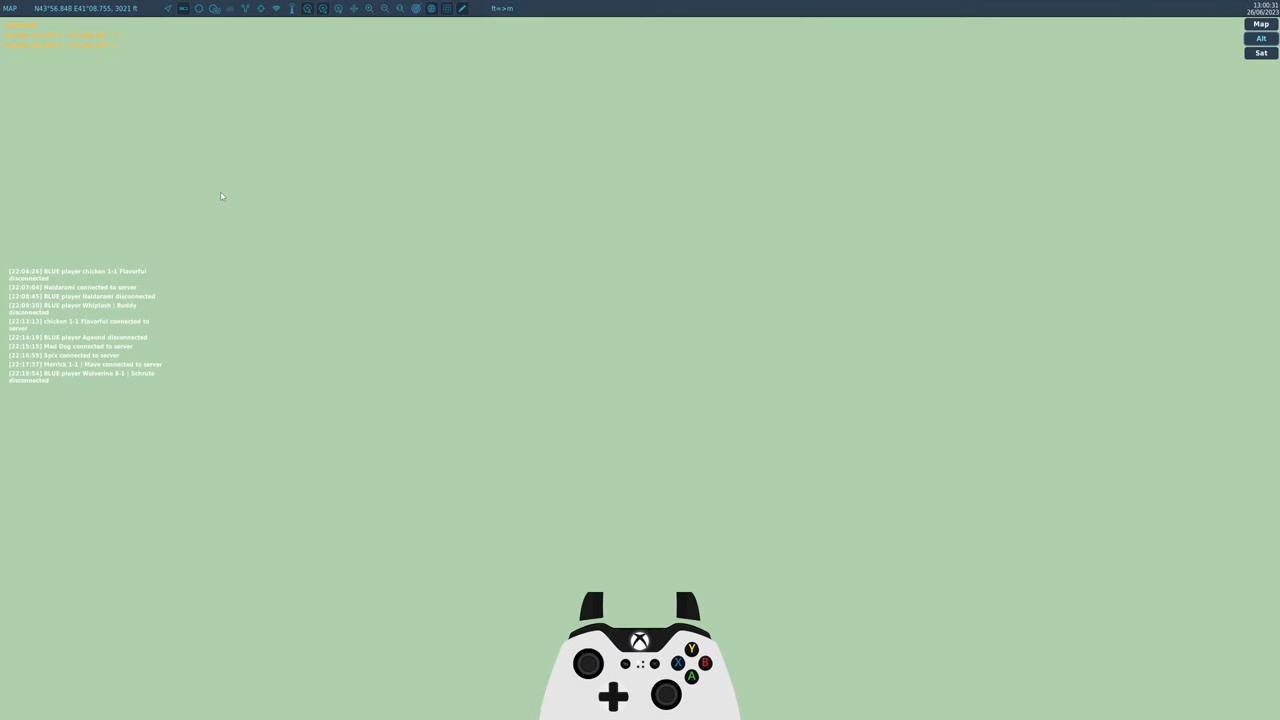 MAP N43°56.848 E41°08.755, 3021 ft ft=>m 13:00:31
26/06/2023
Map
Alt
Sat
[22:04:26] BLUE player chicken 1-1 Flavorful
disconnected
[22:07:04] Naidarami connected to server
[22:08:45] BLUE player Naidarami disconnected
[22:09:30] BLUE player Whiplash | Buddy
disconnected
[22:13:13] chicken 1-1 Flavorful connected to
server
[22:14:19] BLUE player Ageond disconnected
[22:15:15] Mad Dog connected to server
[22:16:59] Spix connected to server
[22:17:37] Merrick 1-1 | Mave connected to server
[22:19:54] BLUE player Wolverine 8-1 | Schrute
disconnected
Y
X B
A